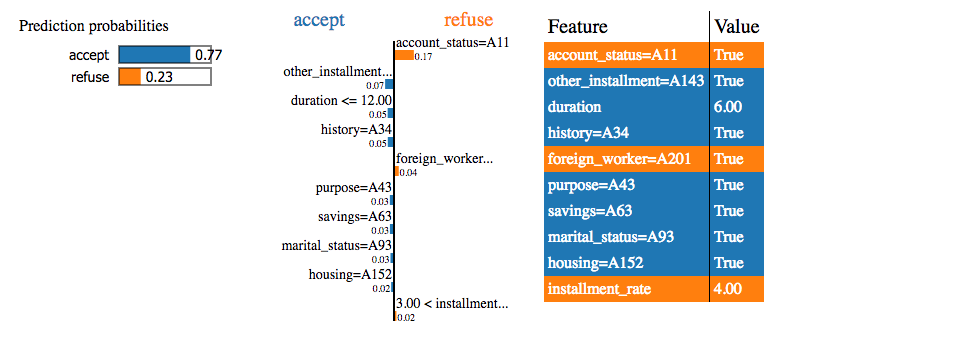 Prediction probabilities
accept 0.77
refuse 0.23
accept refuse
account_status=A11
0.17
other_installment...
0.07
duration <= 12.00
0.05
history=A34
0.05
foreign_worker...
0.04
purpose=A43
0.03
savings=A63
0.03
marital_status=A93
0.03
housing=A152
0.02
3.00 < installment...
0.02
Feature Value
account_status=A11 True
other_installment=A143 True
duration 6.00
history=A34 True
foreign_worker=A201 True
purpose=A43 True
savings=A63 True
marital_status=A93 True
housing=A152 True
installment_rate 4.00